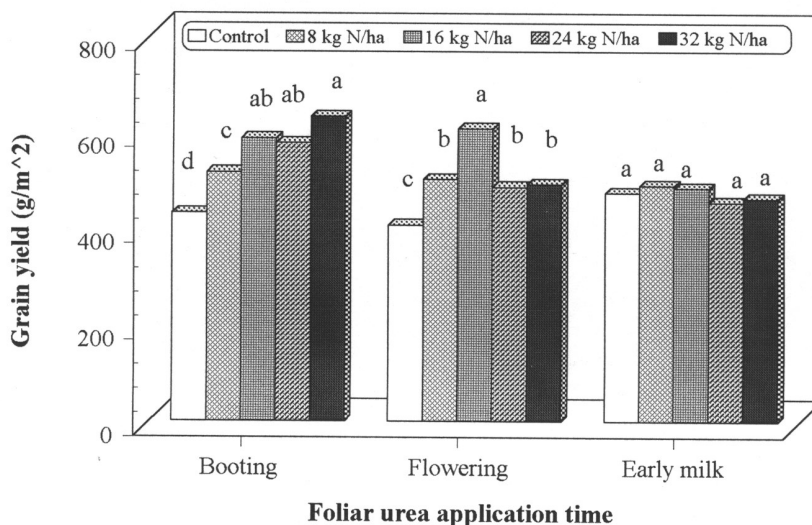 Control 8 kg N/ha 16 kg N/ha 24 kg N/ha 32 kg N/ha
800
600
400
200
0
Grain yield (g/m^2)
d c ab ab a
c b a b b
a a a a a
Booting Flowering Early milk
Foliar urea application time